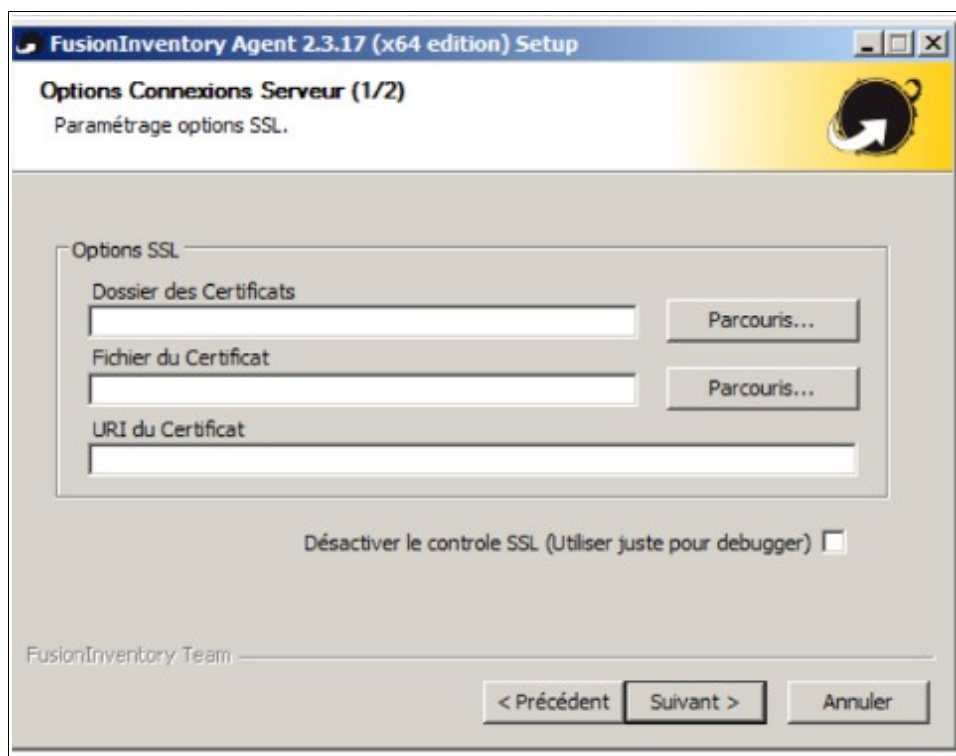 FusionInventory Agent 2.3.17 (x64 edition) Setup
Options Connexions Serveur (1/2)
Paramétrage options SSL.
Options SSL
Dossier des Certificats
Parcouris...
Fichier du Certificat
Parcouris...
URI du Certificat
Désactiver le controle SSL (Utiliser juste pour debugger)
FusionInventory Team
< Précédent
Suivant >
Annuler